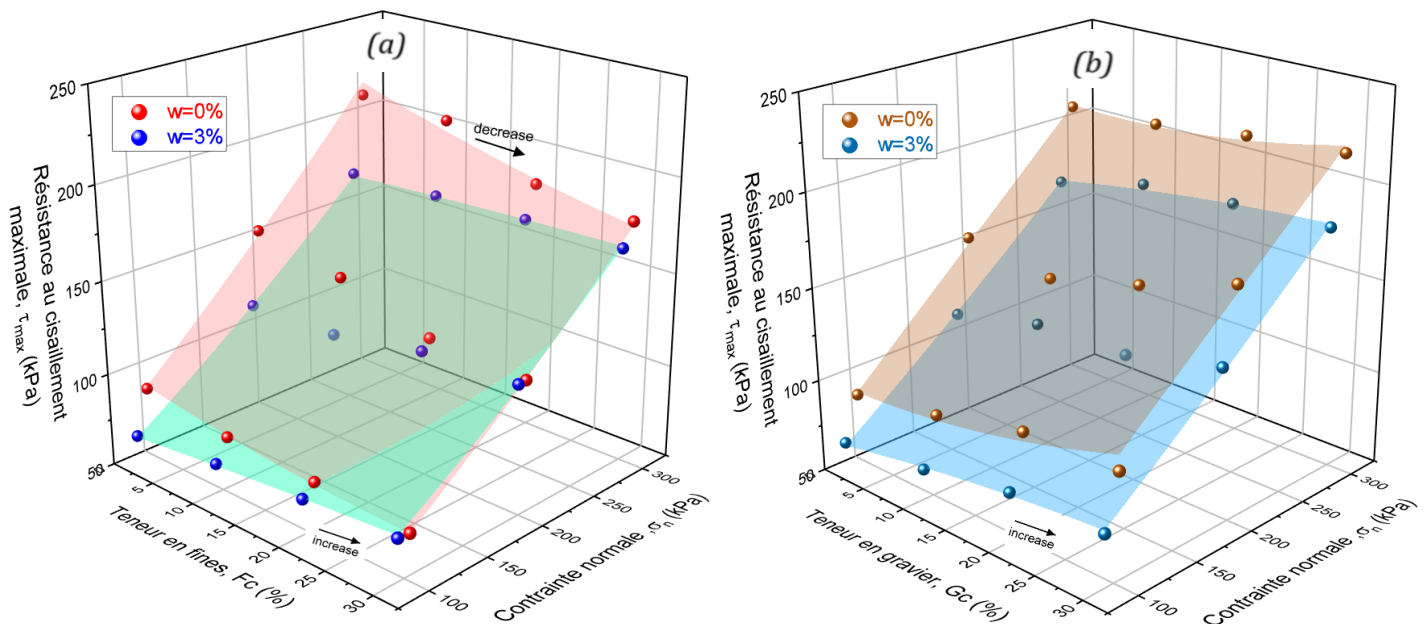 (a)
w=0%
w=3%
decrease
increase
250
200
150
100
50
Résistance au cisaillement
maximale, τmax (kPa)
5
10
15
20
25
30
Teneur en fines, Fc (%)
100
150
200
250
300
Contrainte normale ,σn (kPa)
(b)
w=0%
w=3%
increase
250
200
150
100
50
Résistance au cisaillement
maximale, τmax (kPa)
5
10
15
20
25
30
Teneur en gravier, Gc (%)
100
150
200
250
300
Contrainte normale ,σn (kPa)